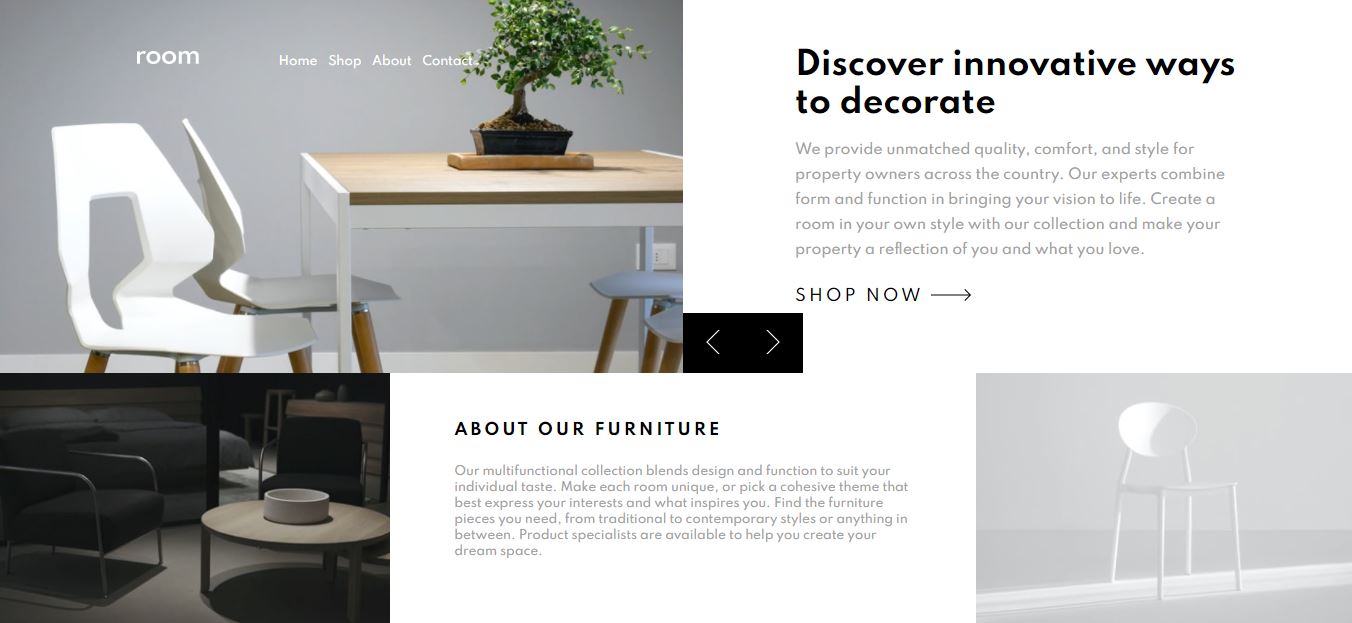 room
Home Shop About Contact
Discover innovative ways
to decorate
We provide unmatched quality, comfort, and style for
property owners across the country. Our experts combine
form and function in bringing your vision to life. Create a
room in your own style with our collection and make your
property a reflection of you and what you love.
SHOP NOW
ABOUT OUR FURNITURE
Our multifunctional collection blends design and function to suit your
individual taste. Make each room unique, or pick a cohesive theme that
best express your interests and what inspires you. Find the furniture
pieces you need, from traditional to contemporary styles or anything in
between. Product specialists are available to help you create your
dream space.